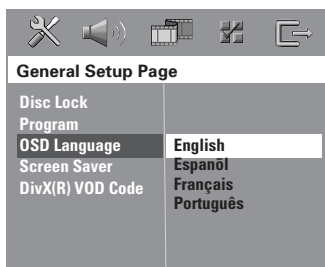 General Setup Page
Disc Lock
Program
OSD Language English
Screen Saver Espanõl
DivX(R) VOD Code Français
Português